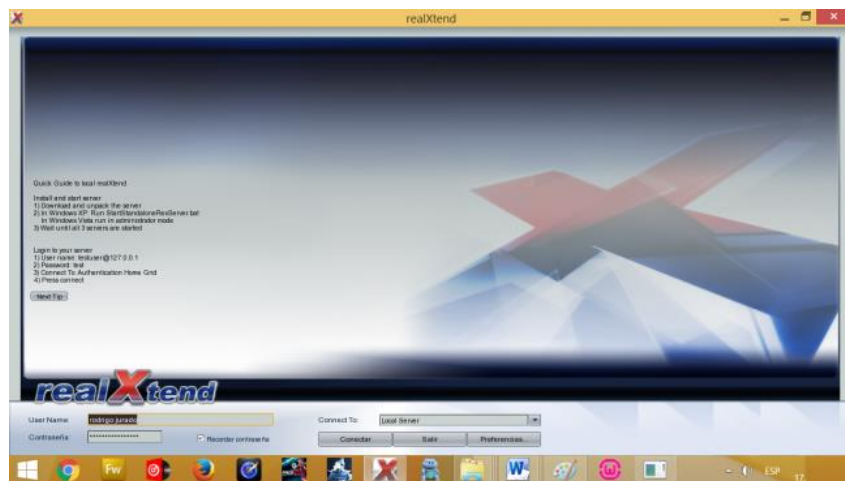 realXtend
Quick Guide to local realXtend
Install and start server
1) Download and unpack the server
2) In Windows XP: Run StartStandaloneRexServer.bat
In Windows Vista run in administrator mode
3) Wait until all 3 servers are started
Login to your server
1) User name: testuser@127.0.0.1
2) Password: test
3) Connect To: Authentication Home Grid
4) Press connect
Next Tip
realXtend
User Name:
rodrigo jurado
Connect To:
Local Server
Contraseña
Recordar contraseña
Conectar
Salir
Preferencias...
Fw
W
ESP
17